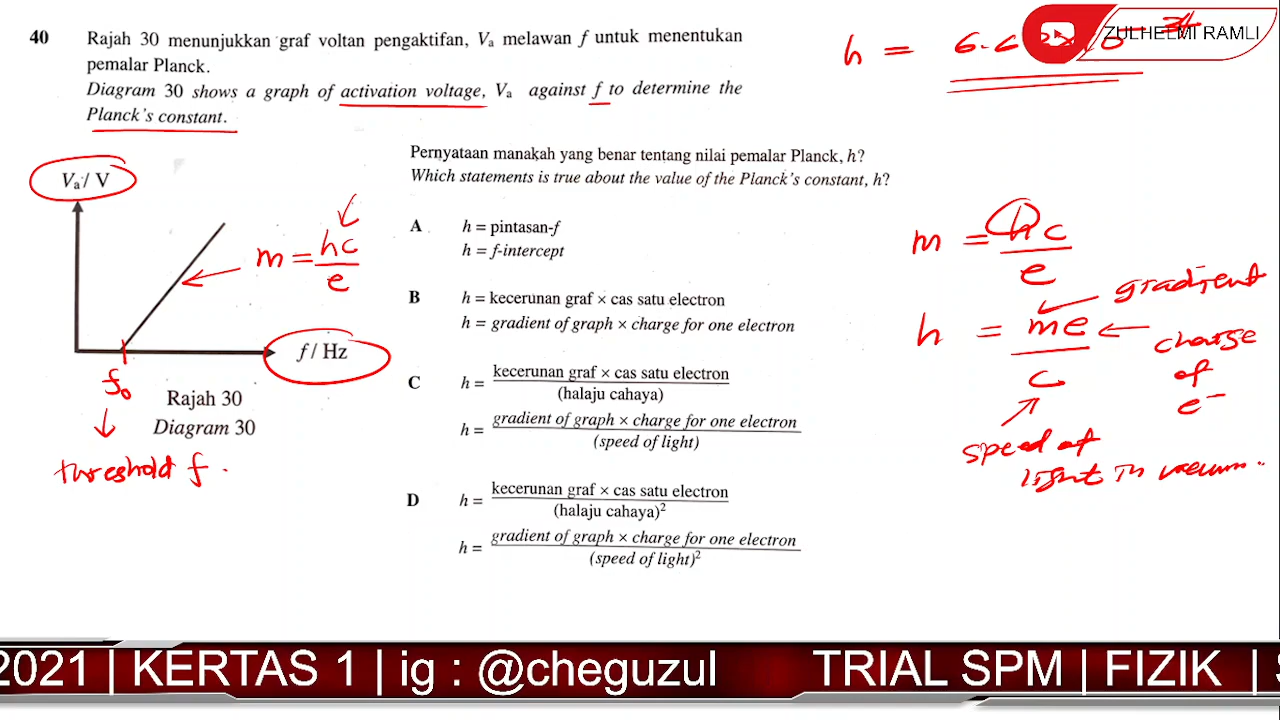 40 Rajah 30 menunjukkan graf voltan pengaktifan, Va melawan f untuk menentukan
pemalar Planck.
Diagram 30 shows a graph of activation voltage, Va against f to determine the
Planck's constant.
h =
ZULHELMI RAMLI
Pernyataan manakah yang benar tentang nilai pemalar Planck, h?
Which statements is true about the value of the Planck's constant, h?
Va / V
m = hc
e
f / Hz
f₀
threshold f.
Rajah 30
Diagram 30
A h = pintasan-f
h = f-intercept
B h = kecerunan graf × cas satu electron
h = gradient of graph × charge for one electron
C h = kecerunan graf × cas satu electron
(halaju cahaya)
h = gradient of graph × charge for one electron
(speed of light)
D h = kecerunan graf × cas satu electron
(halaju cahaya)²
h = gradient of graph × charge for one electron
(speed of light)²
m = hc
e
gradient
h = me
c
charge
of
e⁻
speed of
light in vacuum.
2021 | KERTAS 1 | ig : @cheguzul TRIAL SPM | FIZIK |